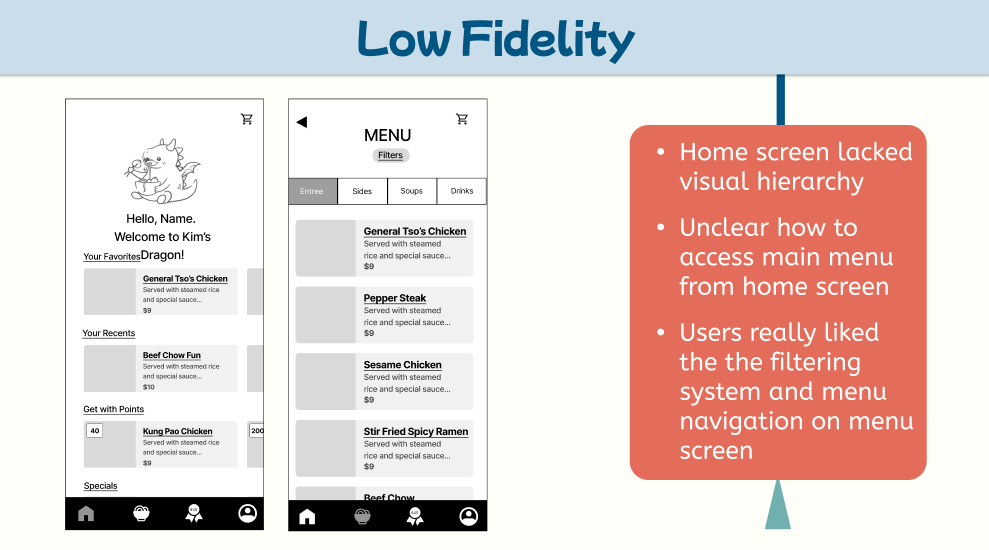 Low Fidelity
Hello, Name.
Welcome to Kim's
Dragon!
Your Favorites
General Tso's Chicken
Served with steamed rice
and special sauce...
$9
Your Recents
Beef Chow Fun
Served with steamed rice
and special sauce...
$10
Get with Points
40
Kung Pao Chicken
Served with steamed rice
and special sauce...
$9
200
Specials
MENU
Filters
Entree
Sides
Soups
Drinks
General Tso's Chicken
Served with steamed
rice and special sauce...
$9
Pepper Steak
Served with steamed
rice and special sauce...
$9
Sesame Chicken
Served with steamed
rice and special sauce...
$9
Stir Fried Spicy Ramen
Served with steamed
rice and special sauce...
$9
Beef Chow
• Home screen lacked
visual hierarchy
• Unclear how to
access main menu
from home screen
• Users really liked
the the filtering
system and menu
navigation on menu
screen